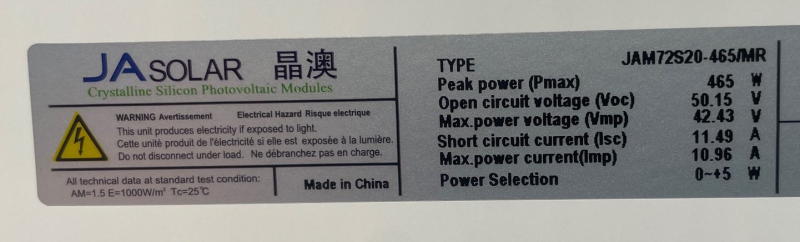 JA SOLAR 晶澳
Crystalline Silicon Photovoltaic Modules
WARNING Avertissement Electrical Hazard Risque electrique
This unit produces electricity if exposed to light.
Cette unité produit de l'électricité si elle est exposée à la lumière.
Do not disconnect under load. Ne débranchez pas en charge.
All technical data at standard test condition:
AM=1.5 E=1000W/m² Tc=25℃
Made in China
TYPE JAM72S20-465/MR
Peak power (Pmax) 465 W
Open circuit voltage (Voc) 50.15 V
Max.power voltage (Vmp) 42.43 V
Short circuit current (Isc) 11.49 A
Max.power current(Imp) 10.96 A
Power Selection 0~+5 W